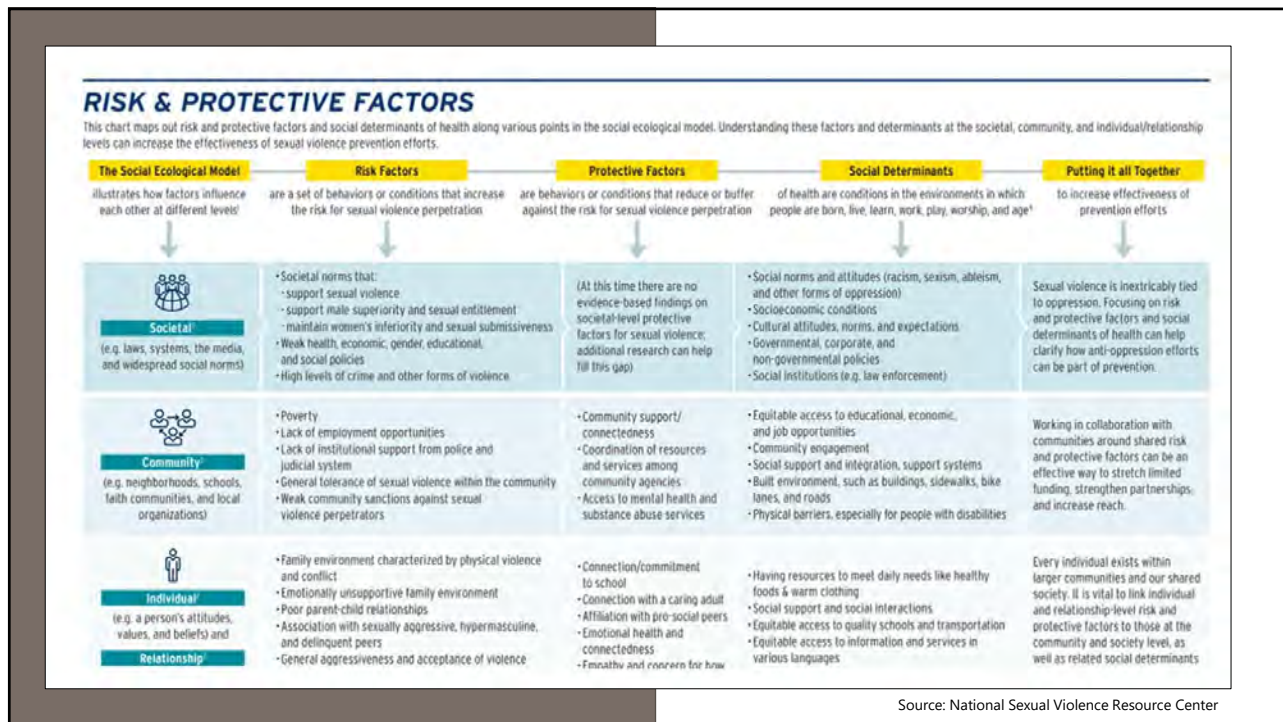 RISK & PROTECTIVE FACTORS
This chart maps out risk and protective factors and social determinants of health along various points in the social ecological model. Understanding these factors and determinants at the societal, community, and individual/relationship
levels can increase the effectiveness of sexual violence prevention efforts.
The Social Ecological Model
illustrates how factors influence
each other at different levels¹
Risk Factors
are a set of behaviors or conditions that increase
the risk for sexual violence perpetration
Protective Factors
are behaviors or conditions that reduce or buffer
against the risk for sexual violence perpetration
Social Determinants
of health are conditions in the environments in which
people are born, live, learn, work, play, worship, and age
Putting it all Together
to increase effectiveness of
prevention efforts
Societal
(e.g. laws, systems, the media,
and widespread social norms)
• Societal norms that:
- support sexual violence
- support male superiority and sexual entitlement
- maintain women's inferiority and sexual submissiveness
• Weak health, economic, gender, educational,
and social policies
• High levels of crime and other forms of violence
(At this time there are no
evidence-based findings on
societal-level protective
factors for sexual violence;
additional research can help
fill this gap)
• Social norms and attitudes (racism, sexism, ableism,
and other forms of oppression)
• Socioeconomic conditions
• Cultural attitudes, norms, and expectations
• Governmental, corporate, and
non-governmental policies
• Social institutions (e.g. law enforcement)
Sexual violence is inextricably tied
to oppression. Focusing on risk
and protective factors and social
determinants of health can help
clarify how anti-oppression efforts
can be part of prevention.
Community
(e.g. neighborhoods, schools,
faith communities, and local
organizations)
• Poverty
• Lack of employment opportunities
• Lack of institutional support from police and
judicial system
• General tolerance of sexual violence within the community
• Weak community sanctions against sexual
violence perpetrators
• Community support/
connectedness
• Coordination of resources
and services among
community agencies
• Access to mental health and
substance abuse services
• Equitable access to educational, economic,
and job opportunities
• Community engagement
• Social support and integration, support systems
• Built environment, such as buildings, sidewalks, bike
lanes, and roads
• Physical barriers, especially for people with disabilities
Working in collaboration with
communities around shared risk
and protective factors can be an
effective way to stretch limited
funding, strengthen partnerships,
and increase reach.
Individual
(e.g. a person's attitudes,
values, and beliefs) and
Relationship
• Family environment characterized by physical violence
and conflict
• Emotionally unsupportive family environment
• Poor parent-child relationships
• Association with sexually aggressive, hypermasculine,
and delinquent peers
• General aggressiveness and acceptance of violence
• Connection/commitment
to school
• Connection with a caring adult
• Affiliation with pro-social peers
• Emotional health and
connectedness
• Empathy and concern for how
• Having resources to meet daily needs like healthy
foods & warm clothing
• Social support and social interactions
• Equitable access to quality schools and transportation
• Equitable access to information and services in
various languages
Every individual exists within
larger communities and our shared
society. It is vital to link individual
and relationship-level risk and
protective factors to those at the
community and society level, as
well as related social determinants
Source: National Sexual Violence Resource Center